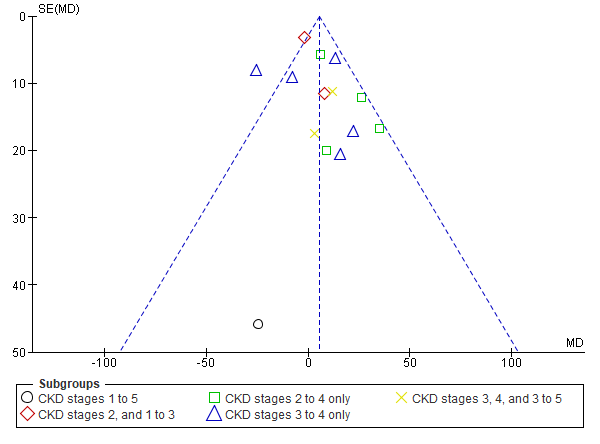 SE(MD)
0
10
20
30
40
50
-100
-50
0
50
100
MD
Subgroups
CKD stages 1 to 5
CKD stages 2 to 4 only
CKD stages 3, 4, and 3 to 5
CKD stages 2, and 1 to 3
CKD stages 3 to 4 only